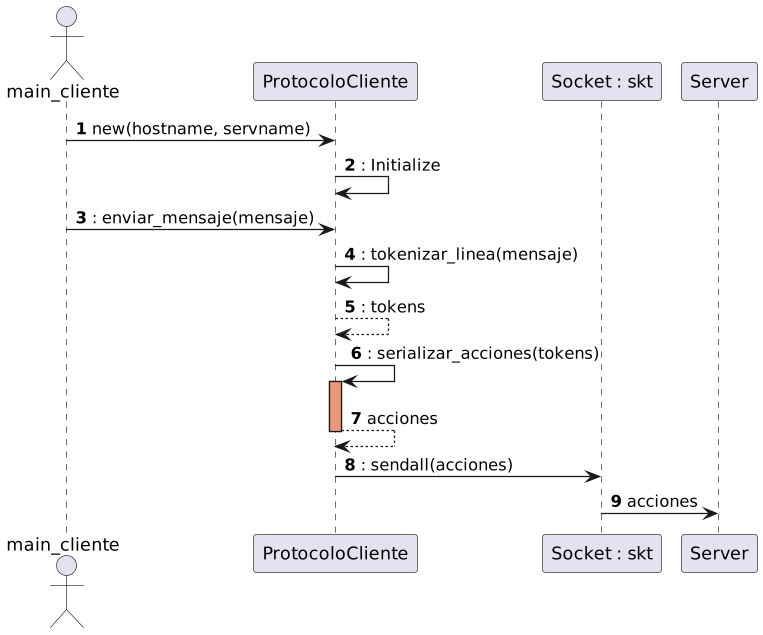 main_cliente
ProtocoloCliente
Socket : skt
Server
1 new(hostname, servname)
2 : Initialize
3 : enviar_mensaje(mensaje)
4 : tokenizar_linea(mensaje)
5 : tokens
6 : serializar_acciones(tokens)
7 acciones
8 : sendall(acciones)
9 acciones
main_cliente
ProtocoloCliente
Socket : skt
Server